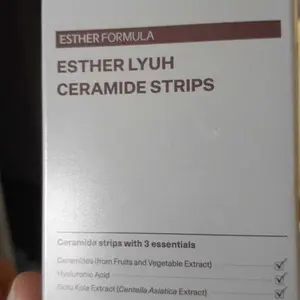 ESTHER FORMULA
ESTHER LYUH
CERAMIDE STRIPS
Ceramide strips with 3 essentials
Ceramides (from Fruits and Vegetable Extract)
Hyaluronic Acid
Gotu Kola Extract (Centella Asiatica Extract)